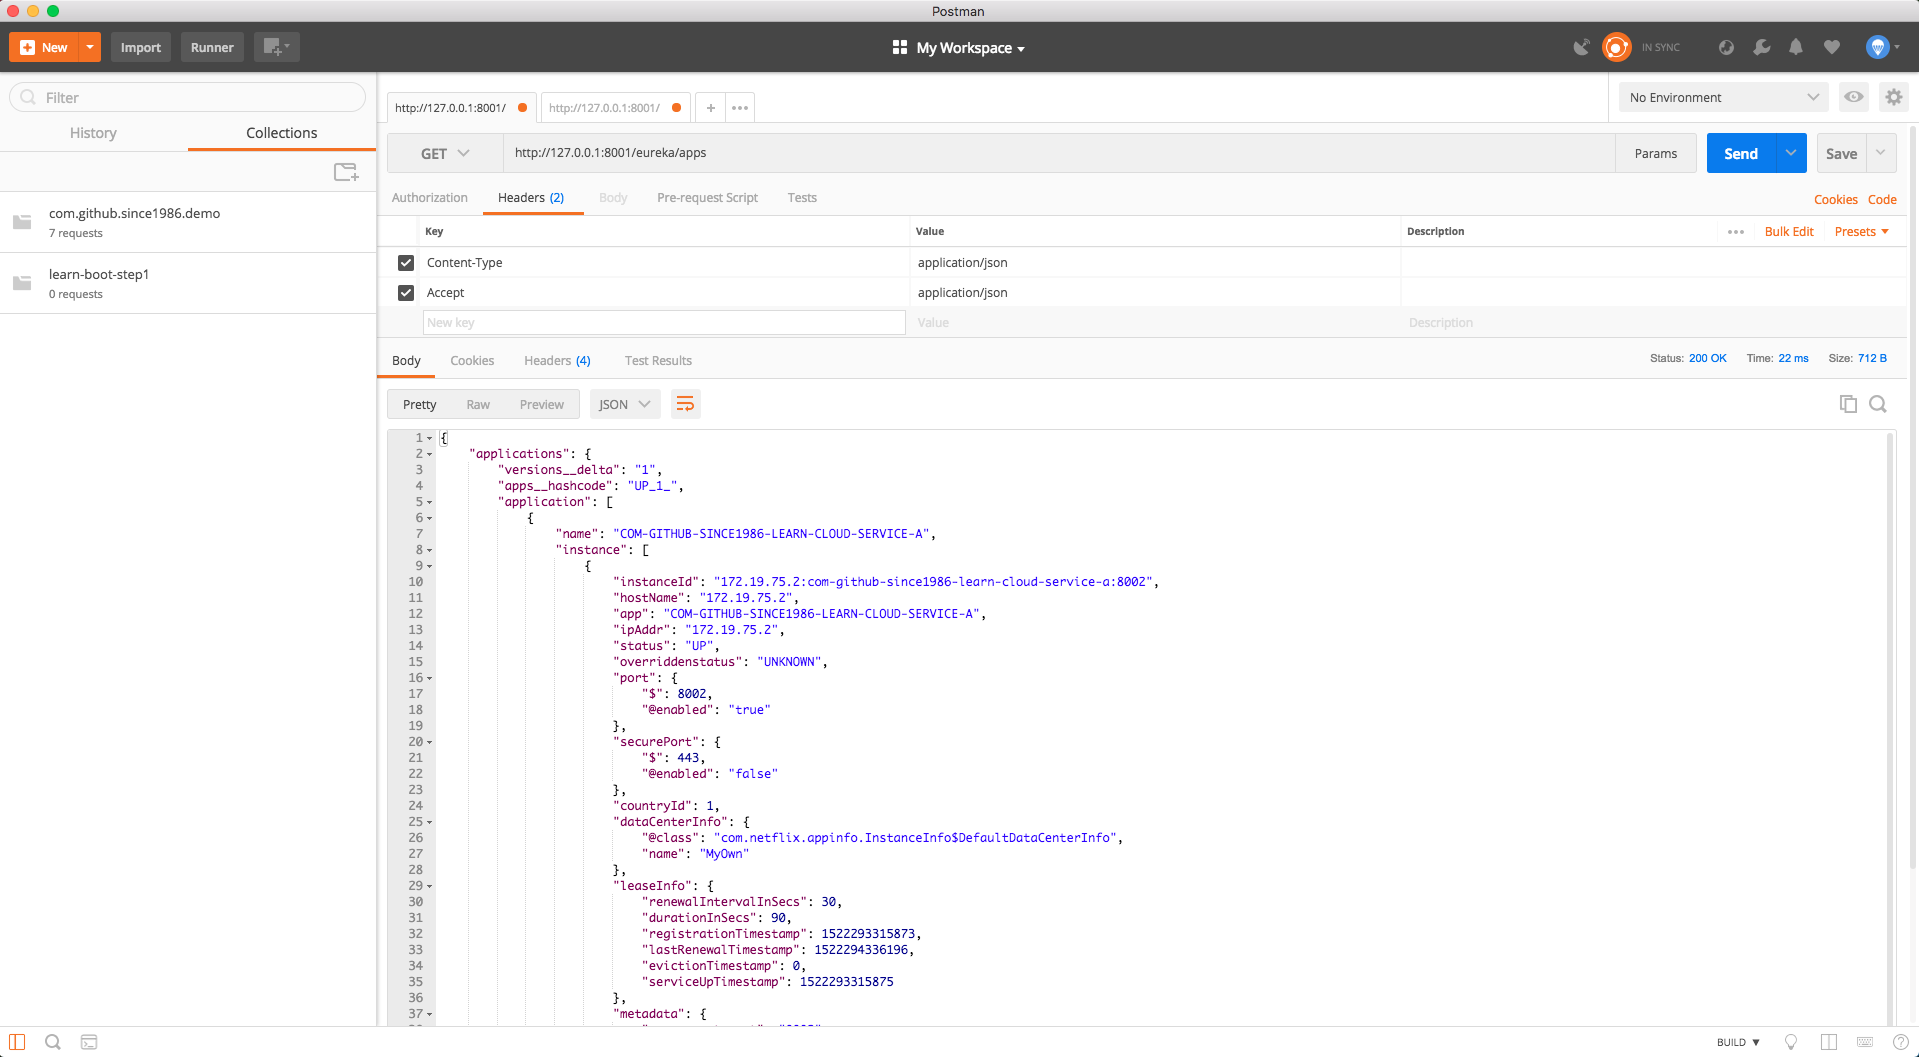 Postman
New
Import
Runner
My Workspace
IN SYNC
Filter
History
Collections
com.github.since1986.demo
7 requests
learn-boot-step1
0 requests
http://127.0.0.1:8001/
http://127.0.0.1:8001/
+
•••
No Environment
GET
http://127.0.0.1:8001/eureka/apps
Params
Send
Save
Authorization
Headers (2)
Body
Pre-request Script
Tests
Cookies
Code
Key
Value
Description
•••
Bulk Edit
Presets
Content-Type
application/json
Accept
application/json
New key
Value
Description
Body
Cookies
Headers (4)
Test Results
Status: 200 OK
Time: 22 ms
Size: 712 B
Pretty
Raw
Preview
JSON
1 {
2 "applications": {
3 "versions__delta": "1",
4 "apps__hashcode": "UP_1_",
5 "application": [
6 {
7 "name": "COM-GITHUB-SINCE1986-LEARN-CLOUD-SERVICE-A",
8 "instance": [
9 {
10 "instanceId": "172.19.75.2:com-github-since1986-learn-cloud-service-a:8002",
11 "hostName": "172.19.75.2",
12 "app": "COM-GITHUB-SINCE1986-LEARN-CLOUD-SERVICE-A",
13 "ipAddr": "172.19.75.2",
14 "status": "UP",
15 "overriddenstatus": "UNKNOWN",
16 "port": {
17 "$": 8002,
18 "@enabled": "true"
19 },
20 "securePort": {
21 "$": 443,
22 "@enabled": "false"
23 },
24 "countryId": 1,
25 "dataCenterInfo": {
26 "@class": "com.netflix.appinfo.InstanceInfo$DefaultDataCenterInfo",
27 "name": "MyOwn"
28 },
29 "leaseInfo": {
30 "renewalIntervalInSecs": 30,
31 "durationInSecs": 90,
32 "registrationTimestamp": 1522293315873,
33 "lastRenewalTimestamp": 1522294336196,
34 "evictionTimestamp": 0,
35 "serviceUpTimestamp": 1522293315875
36 },
37 "metadata": {
BUILD